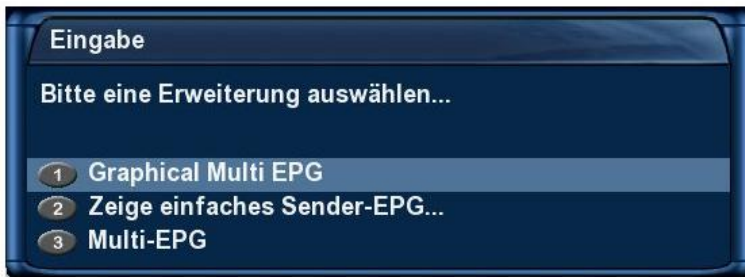 Eingabe
Bitte eine Erweiterung auswählen...
1 Graphical Multi EPG
2 Zeige einfaches Sender-EPG...
3 Multi-EPG